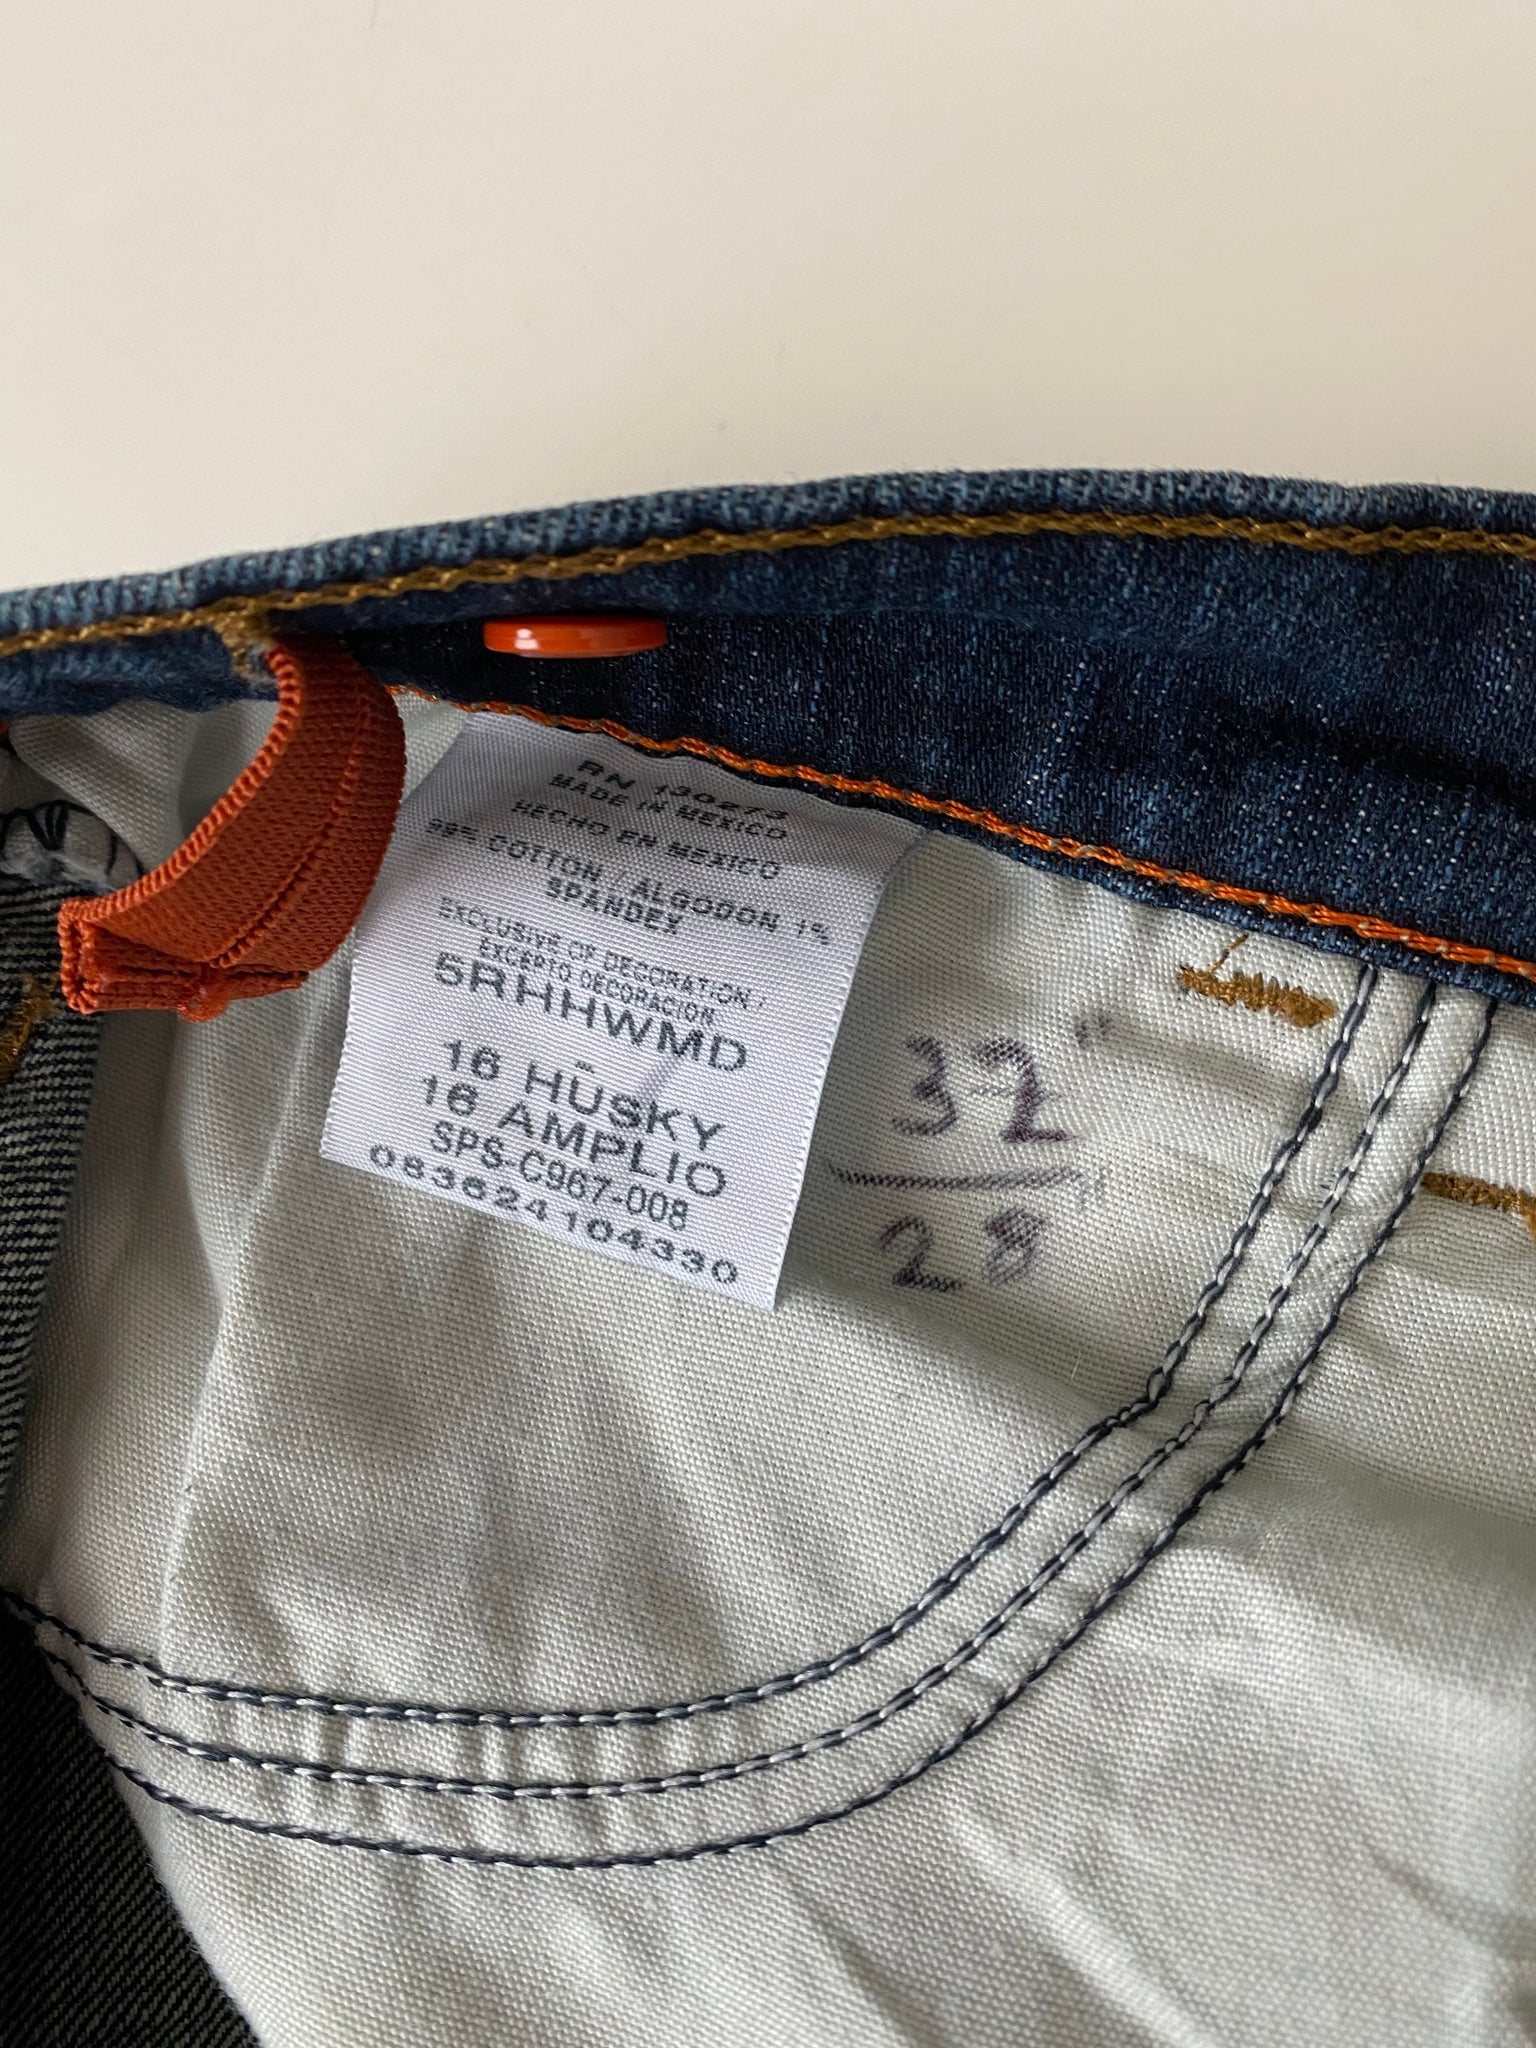 RN 130273
MADE IN MEXICO
HECHO EN MEXICO
99% COTTON / ALGODON 1%
SPANDEX
EXCLUSIVE OF DECORATION /
EXCEPTO DECORACION
5RHHWMD
16 HUSKY
16 AMPLIO
SPS-C967-008
083624104330
32"
28"